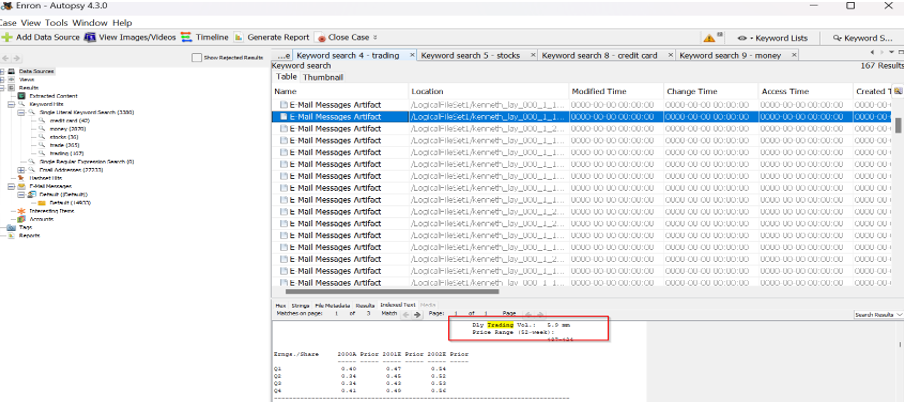 Enron - Autopsy 4.3.0
Case View Tools Window Help
Add Data Source View Images/Videos Timeline Generate Report Close Case Keyword Lists Keyword S...
Show Rejected Results
...e Keyword search 4 - trading Keyword search 5 - stocks Keyword search 8 - credit card Keyword search 9 - money
Keyword search 167 Results
Table Thumbnail
Name Location Modified Time Change Time Access Time Created T
E-Mail Messages Artifact /LogicalFileSet1/kenneth_lay_000_1_1... 0000-00-00 00:00:00 0000-00-00 00:00:00 0000-00-00 00:00:00 0000-00-0
E-Mail Messages Artifact /LogicalFileSet1/kenneth_lay_000_1_1... 0000-00-00 00:00:00 0000-00-00 00:00:00 0000-00-00 00:00:00 0000-00-0
E-Mail Messages Artifact /LogicalFileSet1/kenneth_lay_000_1_1... 0000-00-00 00:00:00 0000-00-00 00:00:00 0000-00-00 00:00:00 0000-00-0
E-Mail Messages Artifact /LogicalFileSet1/kenneth_lay_000_1_2... 0000-00-00 00:00:00 0000-00-00 00:00:00 0000-00-00 00:00:00 0000-00-0
E-Mail Messages Artifact /LogicalFileSet1/kenneth_lay_000_1_1... 0000-00-00 00:00:00 0000-00-00 00:00:00 0000-00-00 00:00:00 0000-00-0
E-Mail Messages Artifact /LogicalFileSet1/kenneth_lay_000_1_1... 0000-00-00 00:00:00 0000-00-00 00:00:00 0000-00-00 00:00:00 0000-00-0
E-Mail Messages Artifact /LogicalFileSet1/kenneth_lay_000_1_1... 0000-00-00 00:00:00 0000-00-00 00:00:00 0000-00-00 00:00:00 0000-00-0
E-Mail Messages Artifact /LogicalFileSet1/kenneth_lay_000_1_2... 0000-00-00 00:00:00 0000-00-00 00:00:00 0000-00-00 00:00:00 0000-00-0
E-Mail Messages Artifact /LogicalFileSet1/kenneth_lay_000_1_1... 0000-00-00 00:00:00 0000-00-00 00:00:00 0000-00-00 00:00:00 0000-00-0
E-Mail Messages Artifact /LogicalFileSet1/kenneth_lay_000_1_1... 0000-00-00 00:00:00 0000-00-00 00:00:00 0000-00-00 00:00:00 0000-00-0
E-Mail Messages Artifact /LogicalFileSet1/kenneth_lay_000_1_2... 0000-00-00 00:00:00 0000-00-00 00:00:00 0000-00-00 00:00:00 0000-00-0
E-Mail Messages Artifact /LogicalFileSet1/kenneth_lay_000_1_1... 0000-00-00 00:00:00 0000-00-00 00:00:00 0000-00-00 00:00:00 0000-00-0
E-Mail Messages Artifact /LogicalFileSet1/kenneth_lay_000_1_1... 0000-00-00 00:00:00 0000-00-00 00:00:00 0000-00-00 00:00:00 0000-00-0
E-Mail Messages Artifact /LogicalFileSet1/kenneth_lay_000_1_2... 0000-00-00 00:00:00 0000-00-00 00:00:00 0000-00-00 00:00:00 0000-00-0
E-Mail Messages Artifact /LogicalFileSet1/kenneth_lay_000_1_1... 0000-00-00 00:00:00 0000-00-00 00:00:00 0000-00-00 00:00:00 0000-00-0
E-Mail Messages Artifact /LogicalFileSet1/kenneth_lay_000_1_1... 0000-00-00 00:00:00 0000-00-00 00:00:00 0000-00-00 00:00:00 0000-00-0
Data Sources
Views
Results
Extracted Content
Keyword Hits
Single Literal Keyword Search
credit card (42)
money (2870)
stocks (36)
trade (365)
trading (167)
Single Regular Expression Search (0)
Email Addresses (27233)
Hashset Hits
E-Mail Messages
Default ([Default])
Default
Interesting Items
Accounts
Tags
Reports
Hex Strings File Metadata Results Indexed Text Media
Matches on page: 1 of 3 Match Page: 1 of 1 Page Search Results
Dly Trading Vol.: 5.9 mm
Price Range (52-week):
Erngs./Share 2000A Prior 2001E Prior 2002E Prior
Q1 0.40 0.47 0.54
Q2 0.34 0.45 0.52
Q3 0.34 0.43 0.53
Q4 0.41 0.49 0.56